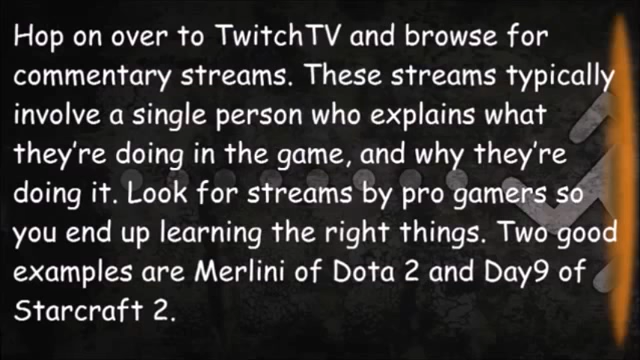 Hop on over to TwitchTV and browse for
commentary streams. These streams typically
involve a single person who explains what
they're doing in the game, and why they're
doing it. Look for streams by pro gamers so
you end up learning the right things. Two good
examples are Merlini of Dota 2 and Day9 of
Starcraft 2.